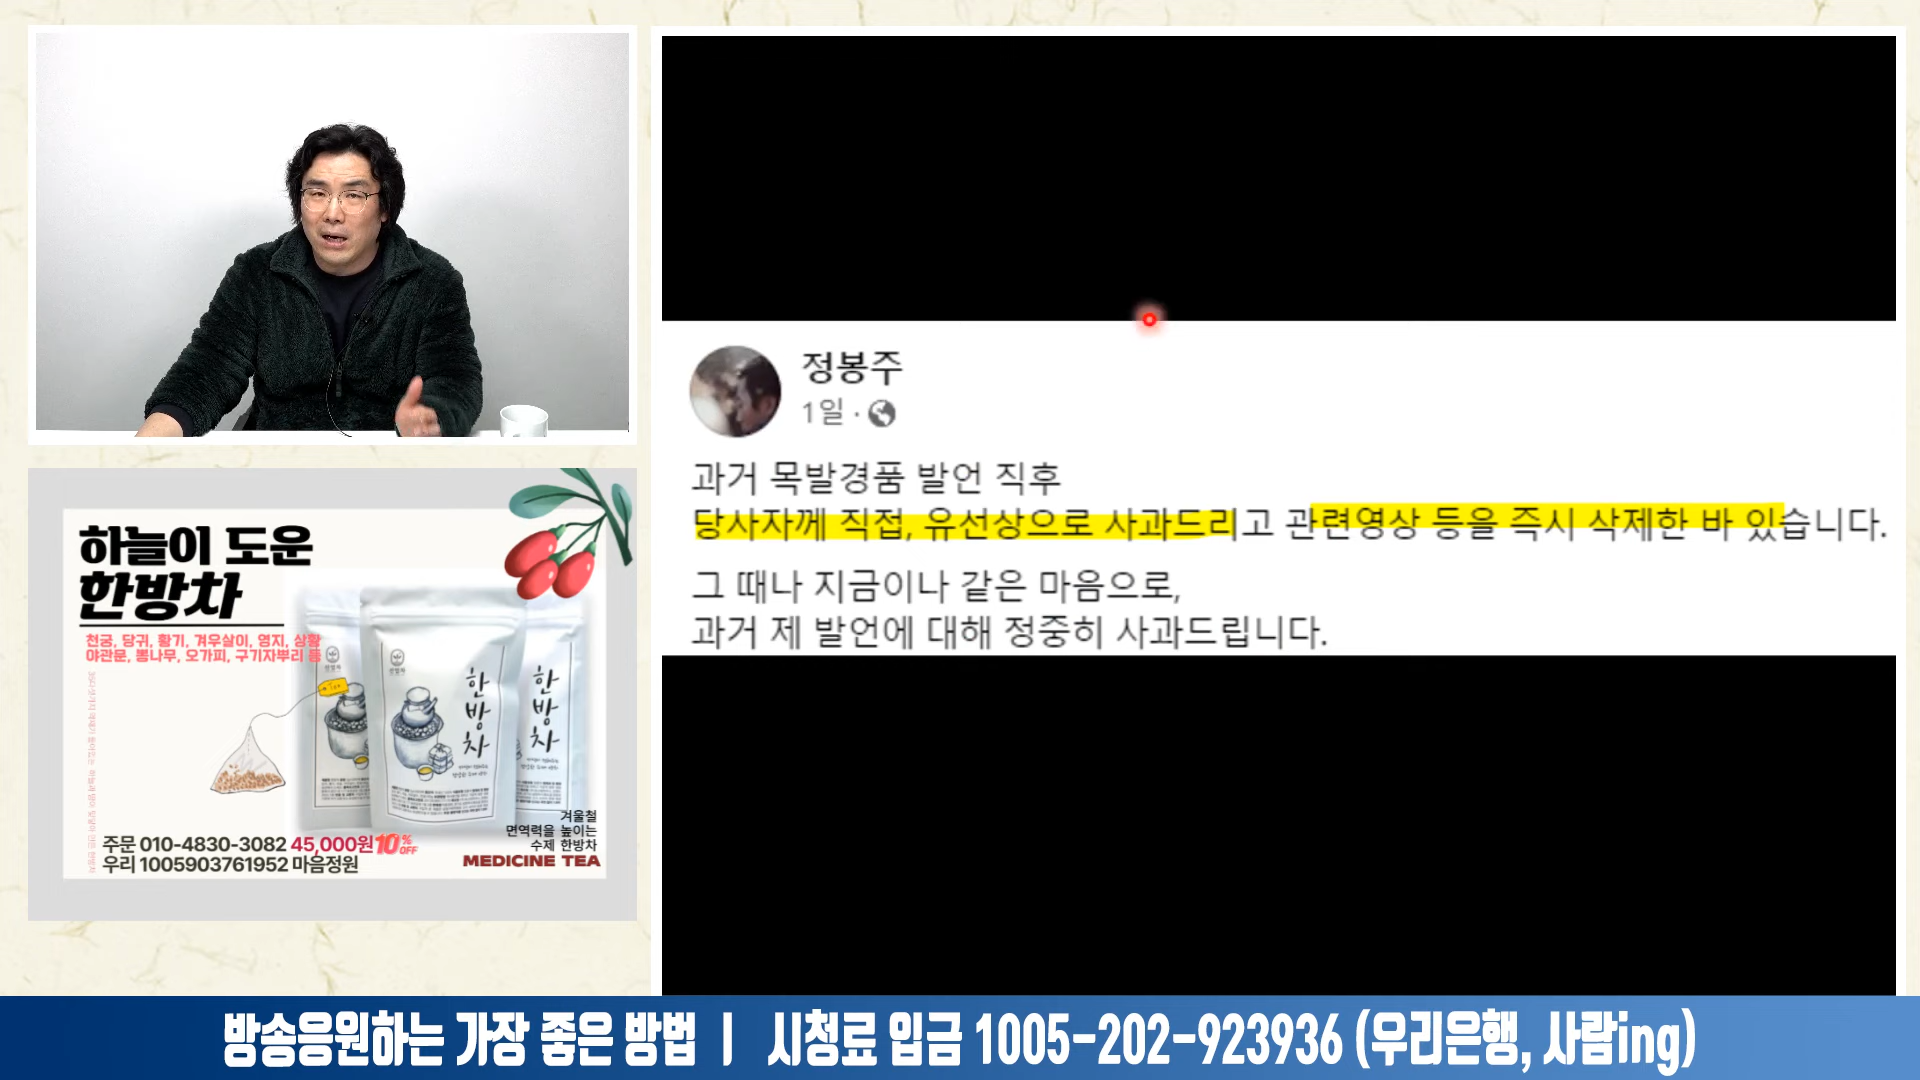 정봉주
1일 ·
과거 목발경품 발언 직후
당사자께 직접, 유선상으로 사과드리고 관련영상 등을 즉시 삭제한 바 있습니다.
그 때나 지금이나 같은 마음으로,
과거 제 발언에 대해 정중히 사과드립니다.
하늘이 도운
한방차
천궁, 당귀, 황기, 겨우살이, 영지, 상황
야관문, 뽕나무, 오가피, 구기자뿌리 등
한방차
한방차
겨울철
면역력을 높이는
수제 한방차
MEDICINE TEA
주문 010-4830-3082 45,000원 10% OFF
우리 1005903761952 마음정원
방송응원하는 가장 좋은 방법 | 시청료 입금 1005-202-923936 (우리은행, 사람ing)